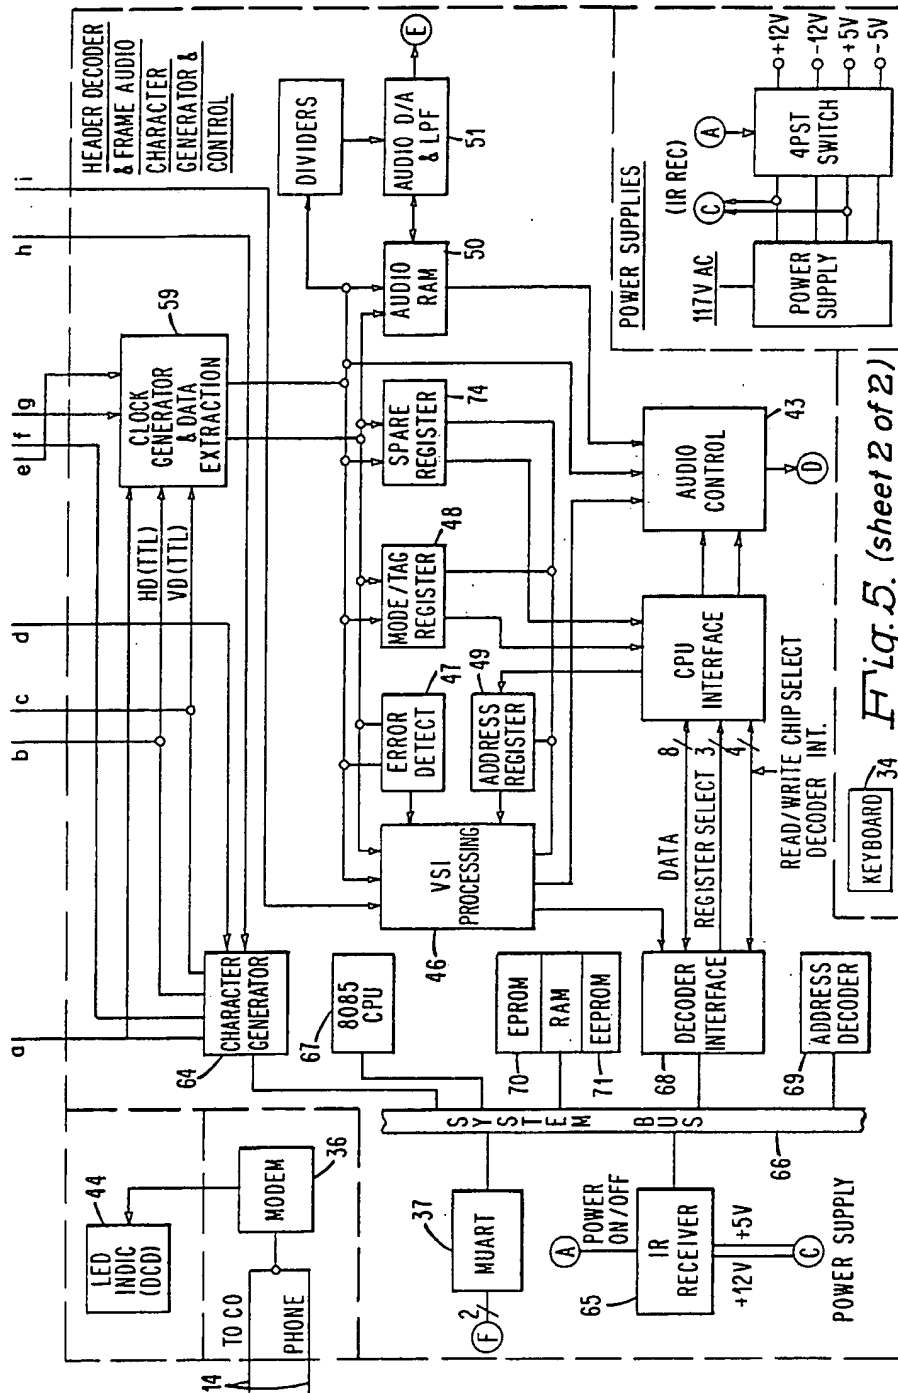 a
b
c
d
e
f
g
h
i
HEADER DECODER
& FRAME AUDIO
CHARACTER
GENERATOR &
CONTROL
44
LED
INDIC
(DCD)
TO CO
14
PHONE
MODEM
36
64
CHARACTER
GENERATOR
HD(TTL)
VD(TTL)
59
CLOCK
GENERATOR
& DATA
EXTRACTION
DIVIDERS
AUDIO D/A
& LPF
51
E
67
8085
CPU
46
VSI
PROCESSING
ERROR
DETECT
47
MODE/TAG
REGISTER
48
SPARE
REGISTER
74
AUDIO
RAM
50
49
ADDRESS
REGISTER
37
MUART
F
2
SYSTEM BUS
66
70
EPROM
RAM
EEPROM
71
A
POWER
ON/OFF
65
IR
RECEIVER
+12V
+5V
C
POWER SUPPLY
68
DECODER
INTERFACE
69
ADDRESS
DECODER
DATA
8
REGISTER SELECT
3
4
READ/WRITE CHIP SELECT
DECODER INT.
CPU
INTERFACE
AUDIO
CONTROL
43
D
POWER SUPPLIES
117V AC
(IR REC)
C
A
POWER
SUPPLY
4PST
SWITCH
+12V
-12V
+5V
-5V
KEYBOARD
34
Fig.5. (sheet 2 of 2)